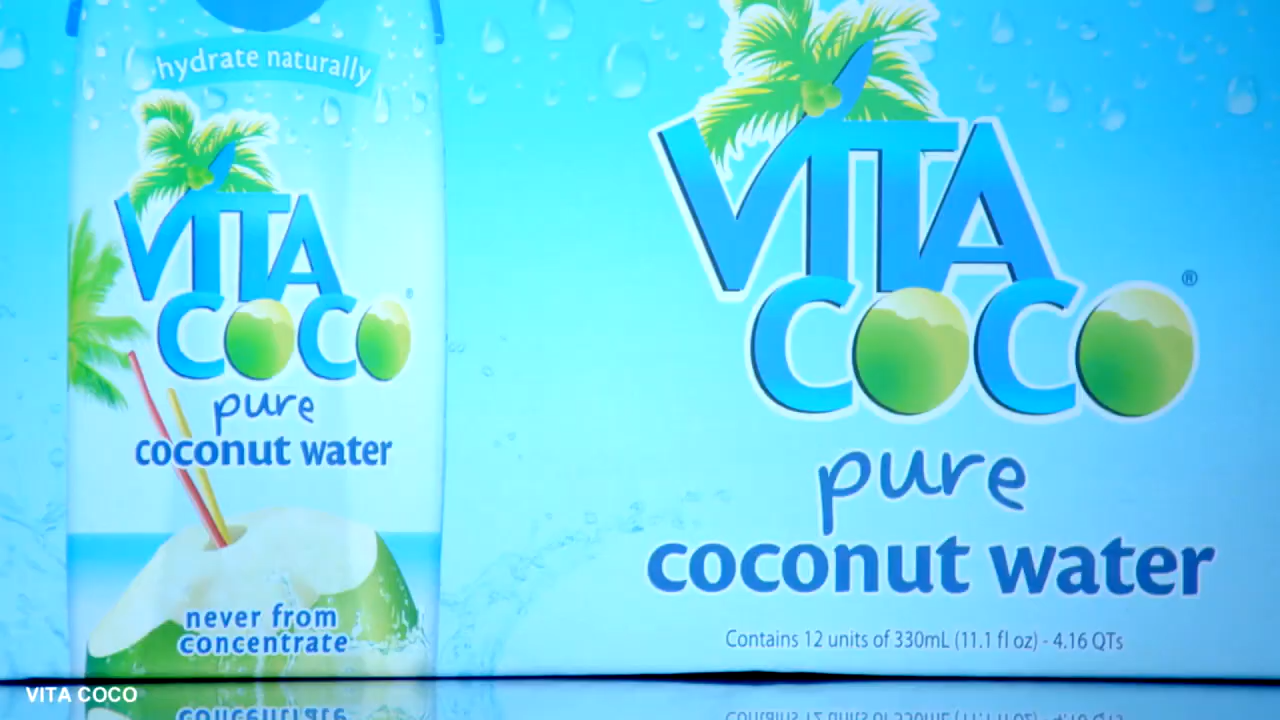 hydrate naturally
VITA
COCO
pure
coconut water
never from
concentrate
VITA
COCO®
pure
coconut water
Contains 12 units of 330mL (11.1 fl oz) - 4.16 QTs
VITA COCO